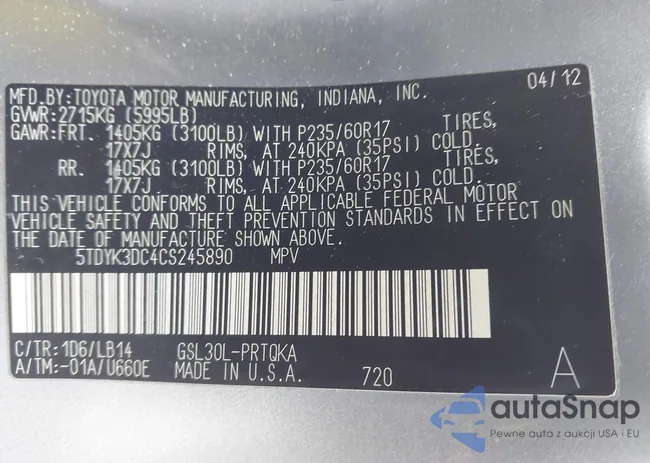 04/12
MFD.BY:TOYOTA MOTOR MANUFACTURING, INDIANA, INC.
GVWR:2715KG (5995LB)
GAWR:FRT. 1405KG (3100LB) WITH P235/60R17 TIRES,
17X7J RIMS, AT 240KPA (35PSI) COLD.
RR. 1405KG (3100LB) WITH P235/60R17 TIRES,
17X7J RIMS, AT 240KPA (35PSI) COLD.
THIS VEHICLE CONFORMS TO ALL APPLICABLE FEDERAL MOTOR
VEHICLE SAFETY AND THEFT PREVENTION STANDARDS IN EFFECT ON
THE DATE OF MANUFACTURE SHOWN ABOVE.
5TDYK3DC4CS245890 MPV
C/TR:1D6/LB14 GSL30L-PRTQKA
A/TM:-01A/U660E MADE IN U.S.A. 720 A
autaSnap
Pewne auta z aukcji USA i EU